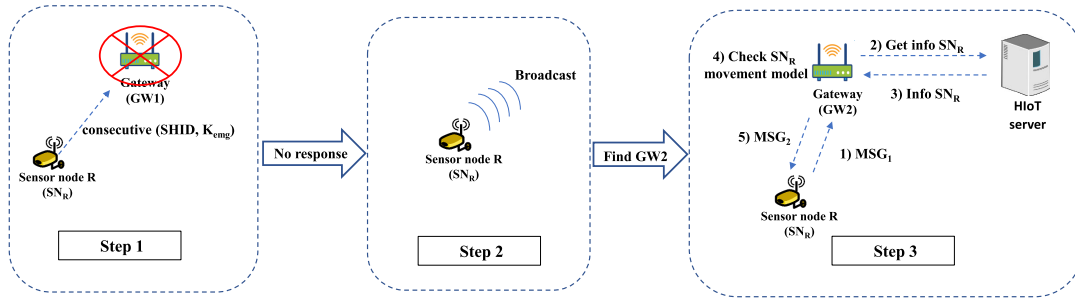 Gateway
(GW1)
consecutive (SHID, K_emg)
Sensor node R
(SN_R)
Step 1
No response
Broadcast
Sensor node R
(SN_R)
Step 2
Find GW2
4) Check SN_R
movement model
2) Get info SN_R
3) Info SN_R
Gateway
(GW2)
HIoT
server
5) MSG_2
1) MSG_1
Sensor node R
(SN_R)
Step 3